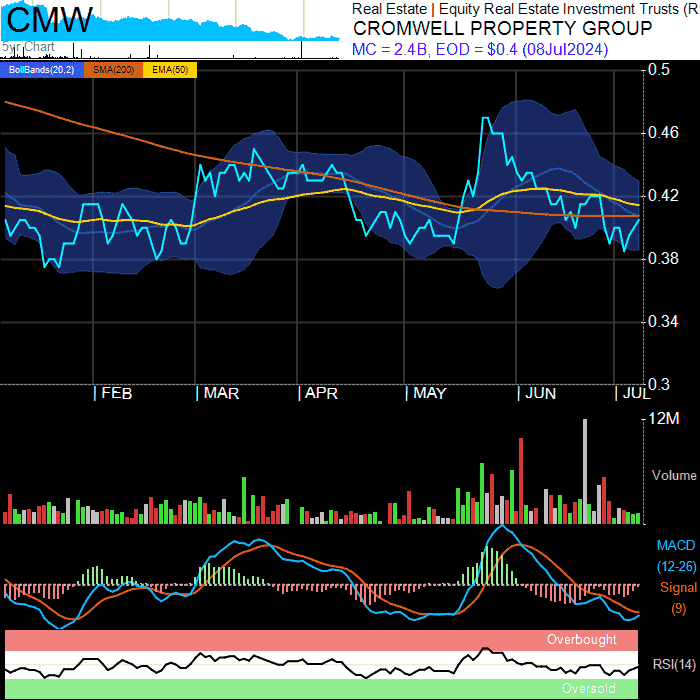 CMW
5yr Chart
Real Estate | Equity Real Estate Investment Trusts (R
CROMWELL PROPERTY GROUP
MC = 2.4B, EOD = $0.4 (08Jul2024)
BollBands(20,2) SMA(200) EMA(50)
0.5
0.46
0.42
0.38
0.34
0.3
| FEB | MAR | APR | MAY | JUN | JUL
12M
Volume
MACD
(12-26)
Signal
(9)
Overbought
RSI(14)
Oversold